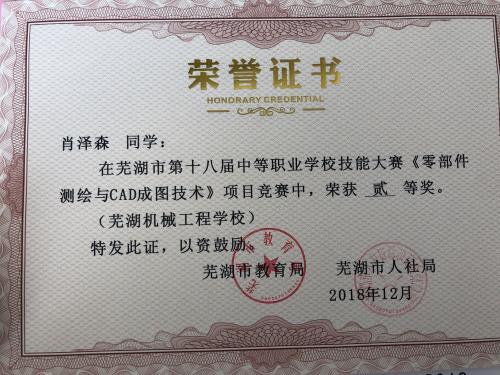 荣誉证书
HONORARY CREDENTIAL
肖泽森 同学：
在芜湖市第十八届中等职业学校技能大赛《零部件
测绘与CAD成图技术》项目竞赛中，荣获 贰 等奖。
（芜湖机械工程学校）
特发此证，以资鼓励。
芜湖市教育局 芜湖市人社局
2018年12月